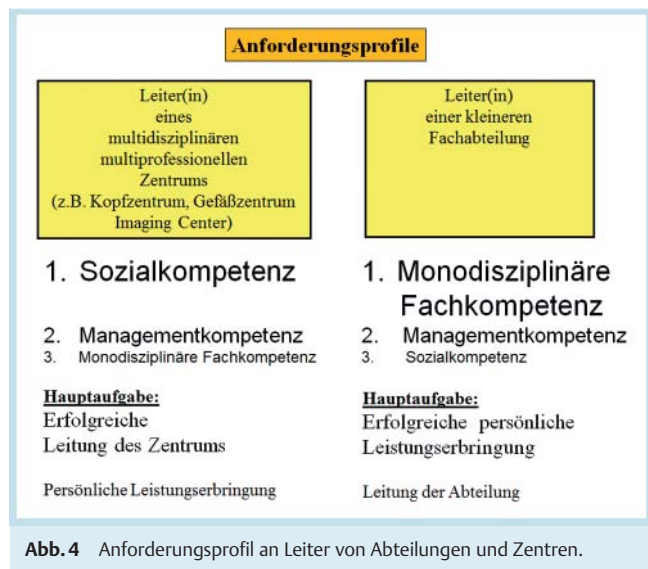 Anforderungsprofile
Leiter(in)
eines
multidisziplinären
multiprofessionellen
Zentrums
(z.B. Kopfzentrum, Gefäßzentrum
Imaging Center)
1. Sozialkompetenz
2. Managementkompetenz
3. Monodisziplinäre Fachkompetenz
Hauptaufgabe:
Erfolgreiche
Leitung des Zentrums
Persönliche Leistungserbringung
Leiter(in)
einer kleineren
Fachabteilung
1. Monodisziplinäre
Fachkompetenz
2. Managementkompetenz
3. Sozialkompetenz
Hauptaufgabe:
Erfolgreiche persönliche
Leistungserbringung
Leitung der Abteilung
Abb. 4 Anforderungsprofil an Leiter von Abteilungen und Zentren.